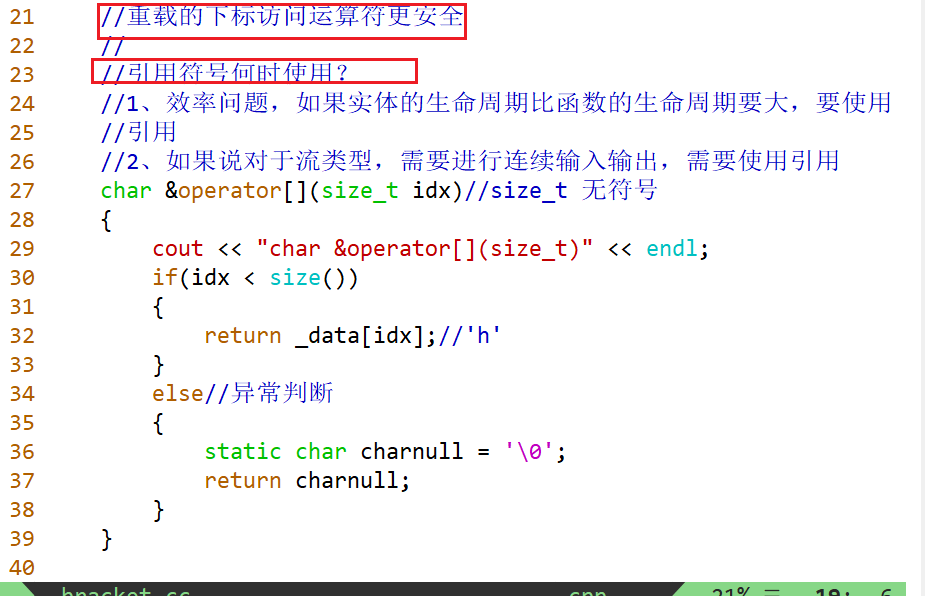 21 //重载的下标访问运算符更安全
22 //
23 //引用符号何时使用？
24 //1、效率问题，如果实体的生命周期比函数的生命周期要大，要使用
25 //引用
26 //2、如果说对于流类型，需要进行连续输入输出，需要使用引用
27 char &operator[](size_t idx)//size_t 无符号
28 {
29 cout << "char &operator[](size_t)" << endl;
30 if(idx < size())
31 {
32 return _data[idx];//'h'
33 }
34 else//异常判断
35 {
36 static char charnull = '\0';
37 return charnull;
38 }
39 }
40
bracket.cc cpp 21% ☰ 19: 6